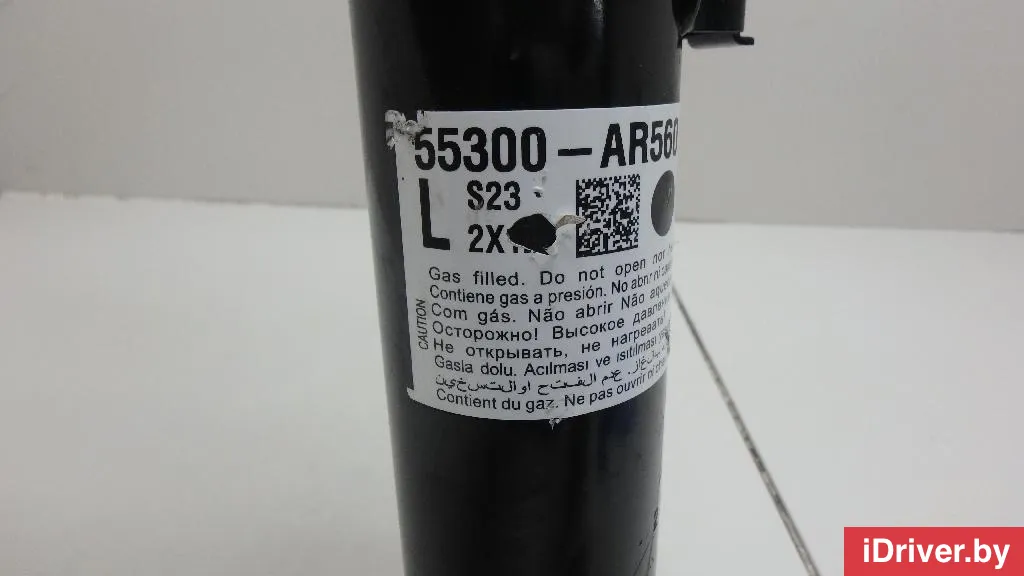 55300-AR560
L S23
2X
Gas filled. Do not open nor
Contiene gas a presión. No abrir ni
Com gás. Não abrir Não
Осторожно! Высокое
Не открывать, не нагревать!
Gasla dolu. Acılması ve ısıtılması
Contient du gaz. Ne pas ouvrir ni
CAUTION
iDriver.by